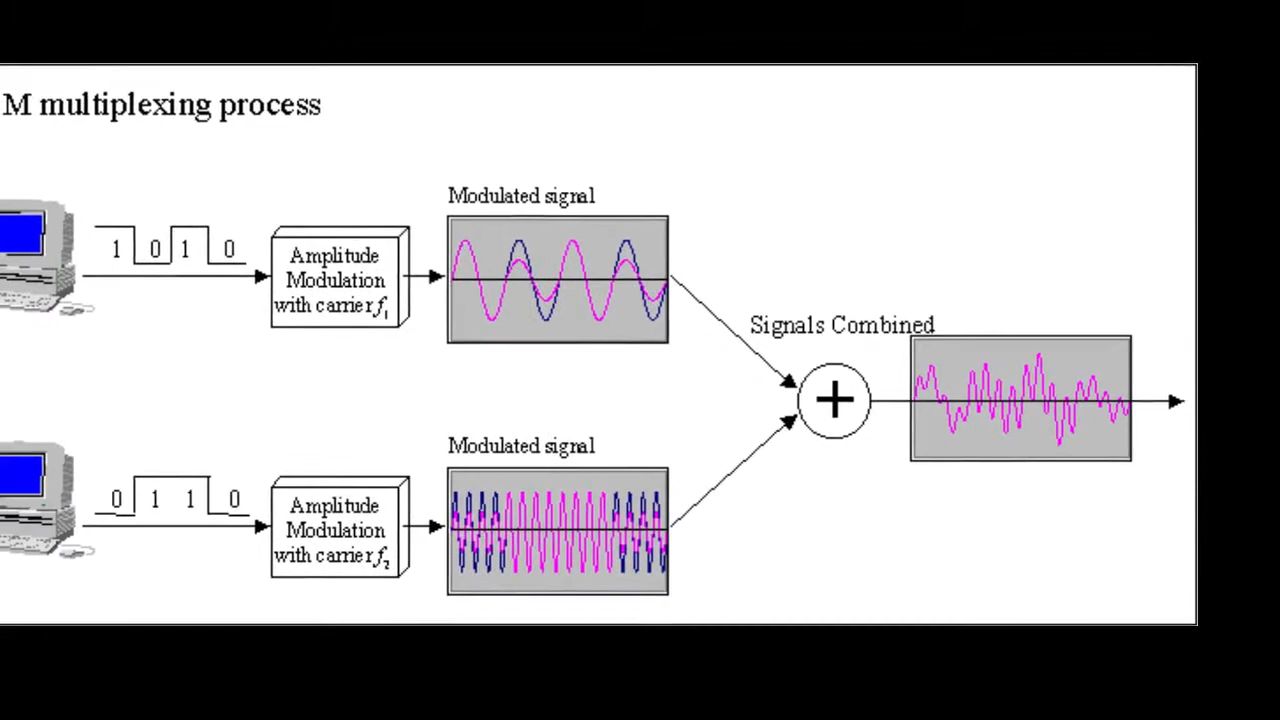 M multiplexing process
Modulated signal
1 0 1 0
Amplitude
Modulation
with carrier f1
Signals Combined
+
Modulated signal
0 1 1 0
Amplitude
Modulation
with carrier f2